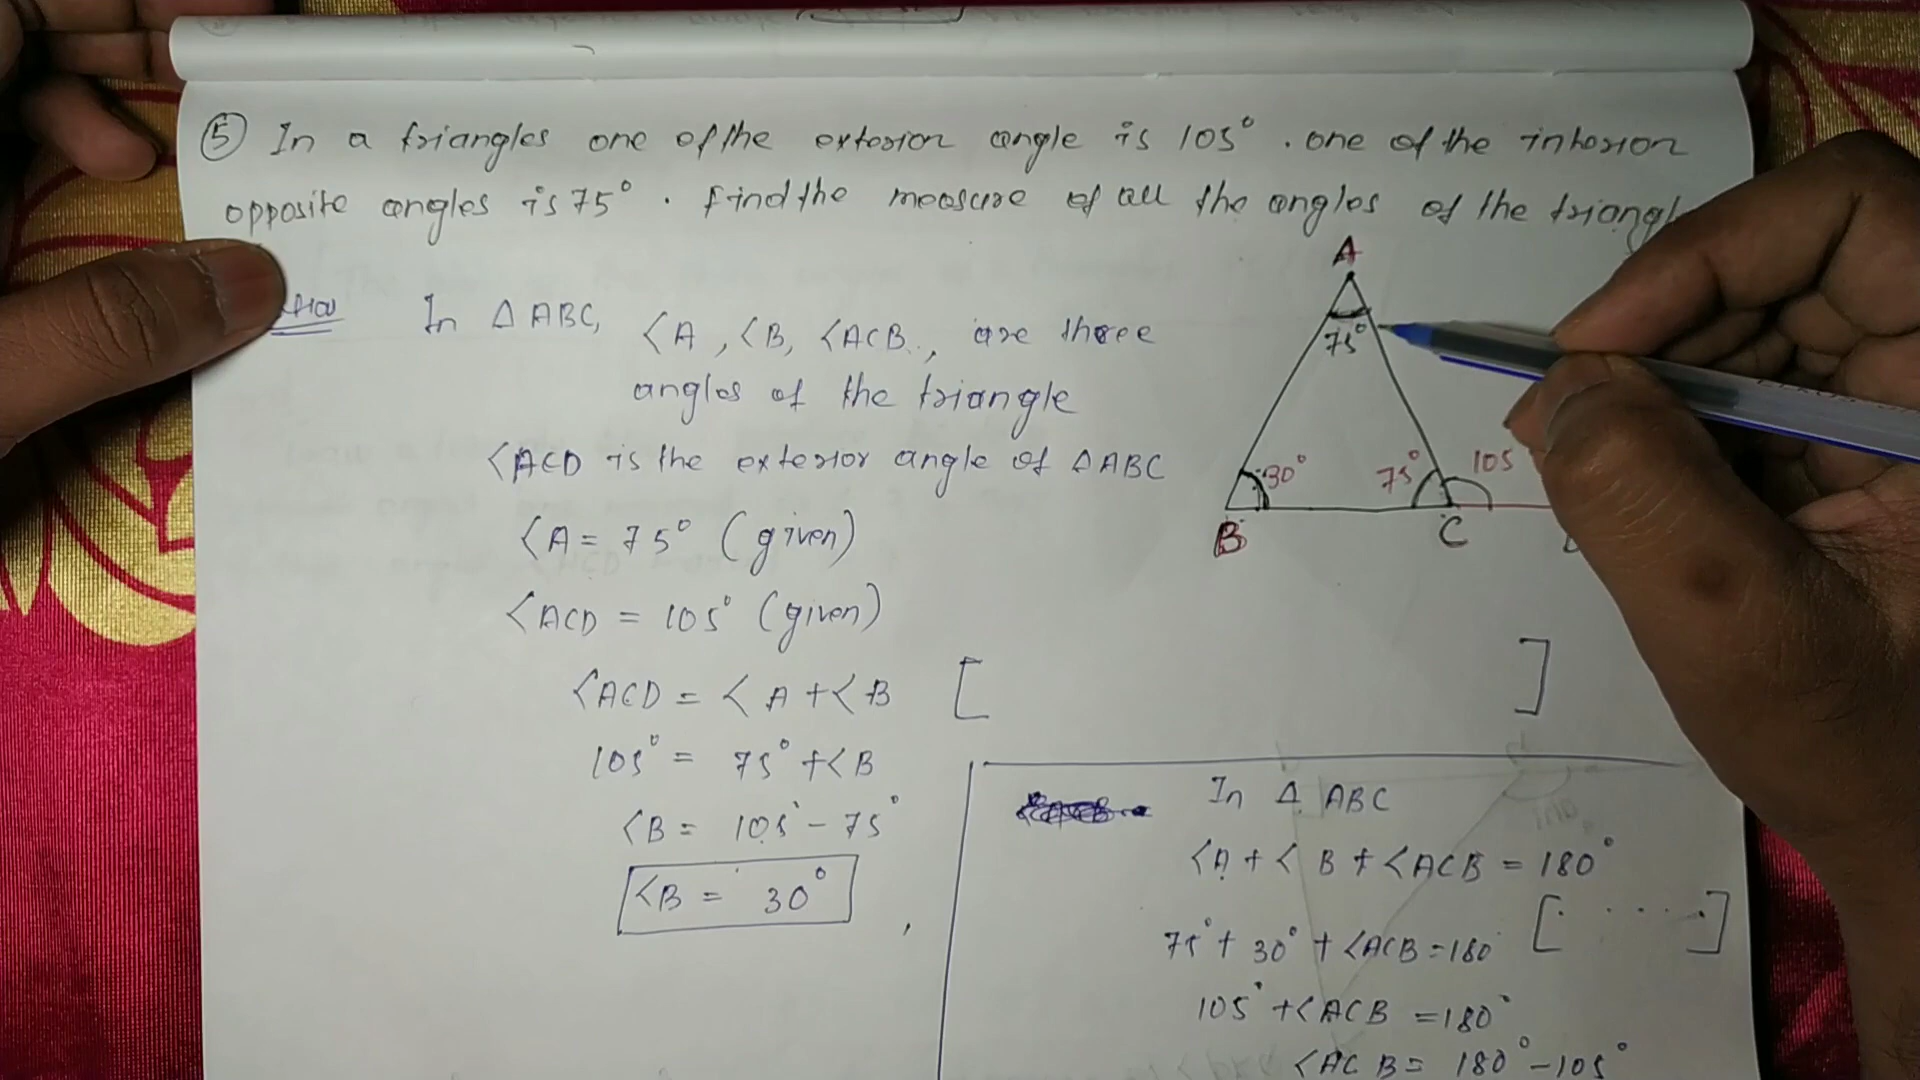 ⑤ In a triangles one of the exterior angle is 105°. one of the interior
opposite angles is 75°. find the measure of all the angles of the
In △ ABC,
<A, <B, <ACB, are three
angles of the triangle
<ACD is the exterior angle of △ABC
<A = 75° (given)
<ACD = 105° (given)
<ACD = <A + <B [ ]
105° = 75° + <B
<B = 105° - 75°
<B = 30°
A
75°
30°
75°
105
B
C
In △ ABC
<A + < B + <ACB = 180°
75° + 30° + <ACB = 180 [ . . . . ]
105° + <ACB = 180°
<ACB = 180° - 105°